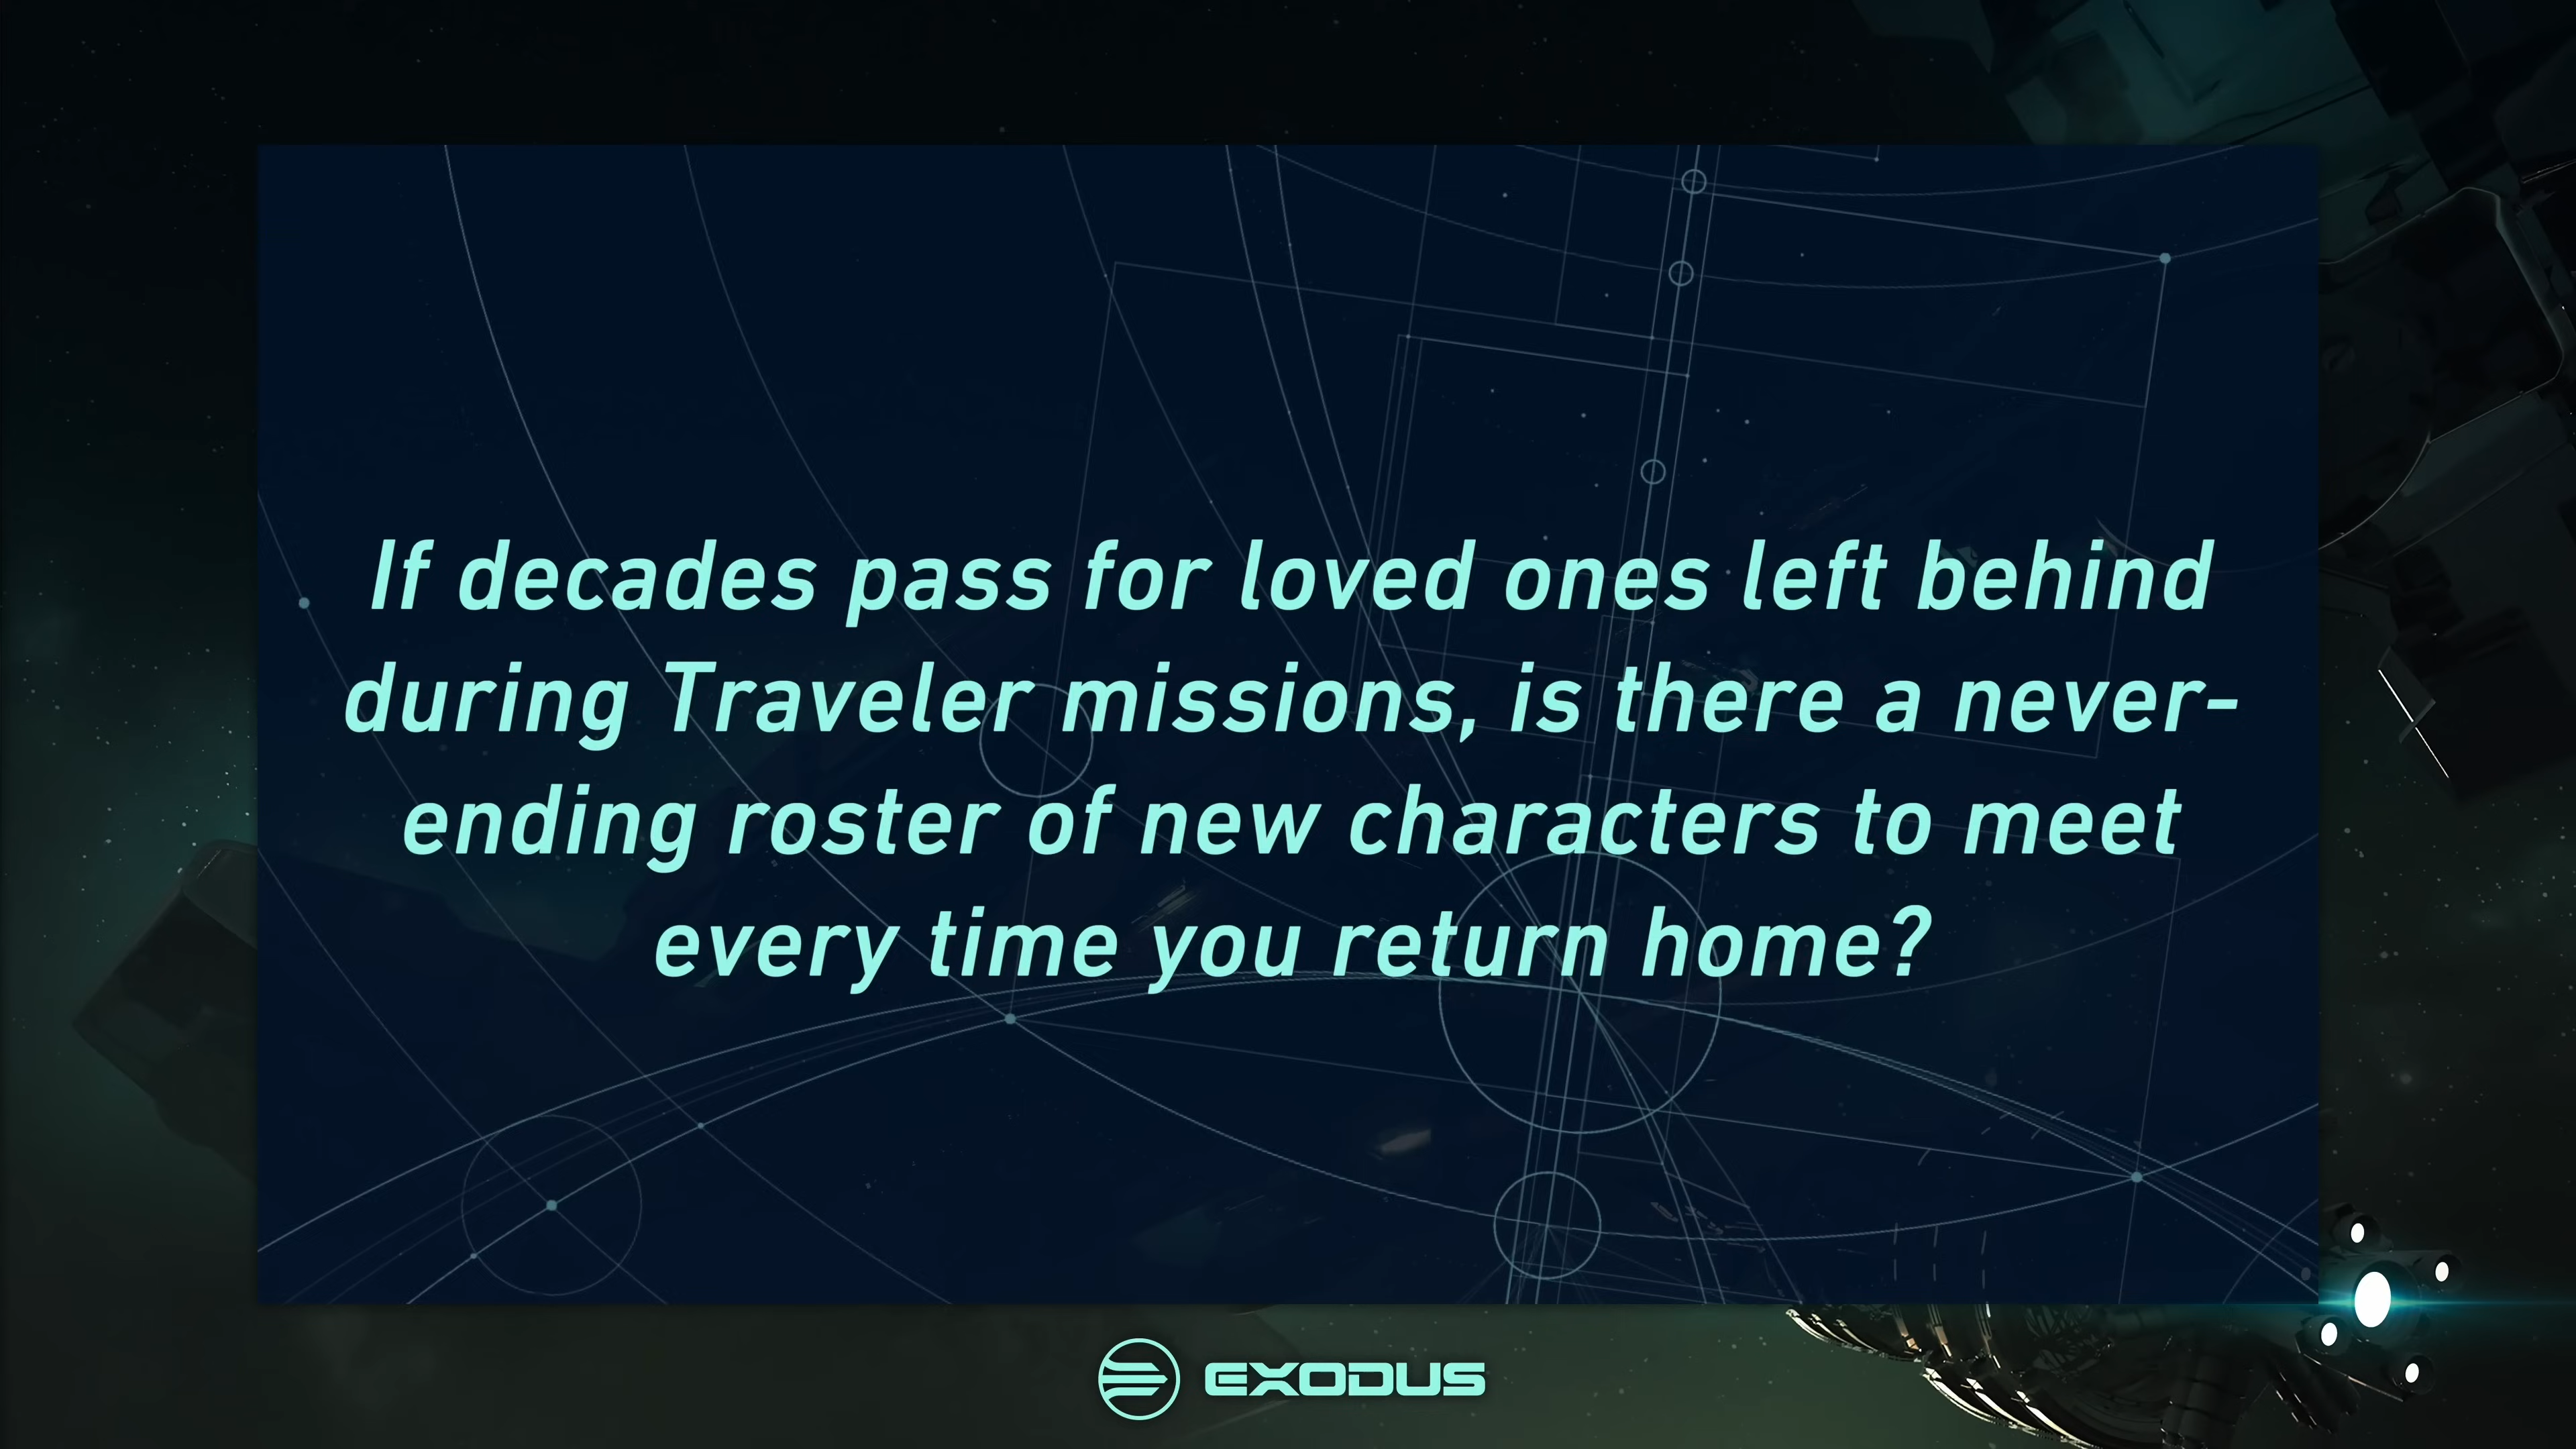 If decades pass for loved ones left behind
during Traveler missions, is there a never-
ending roster of new characters to meet
every time you return home?
EXODUS